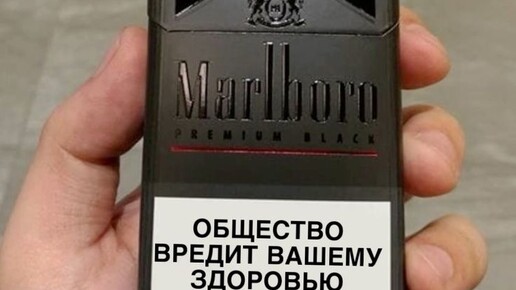 Marlboro
PREMIUM BLACK
ОБЩЕСТВО
ВРЕДИТ ВАШЕМУ
ЗДОРОВЬЮ